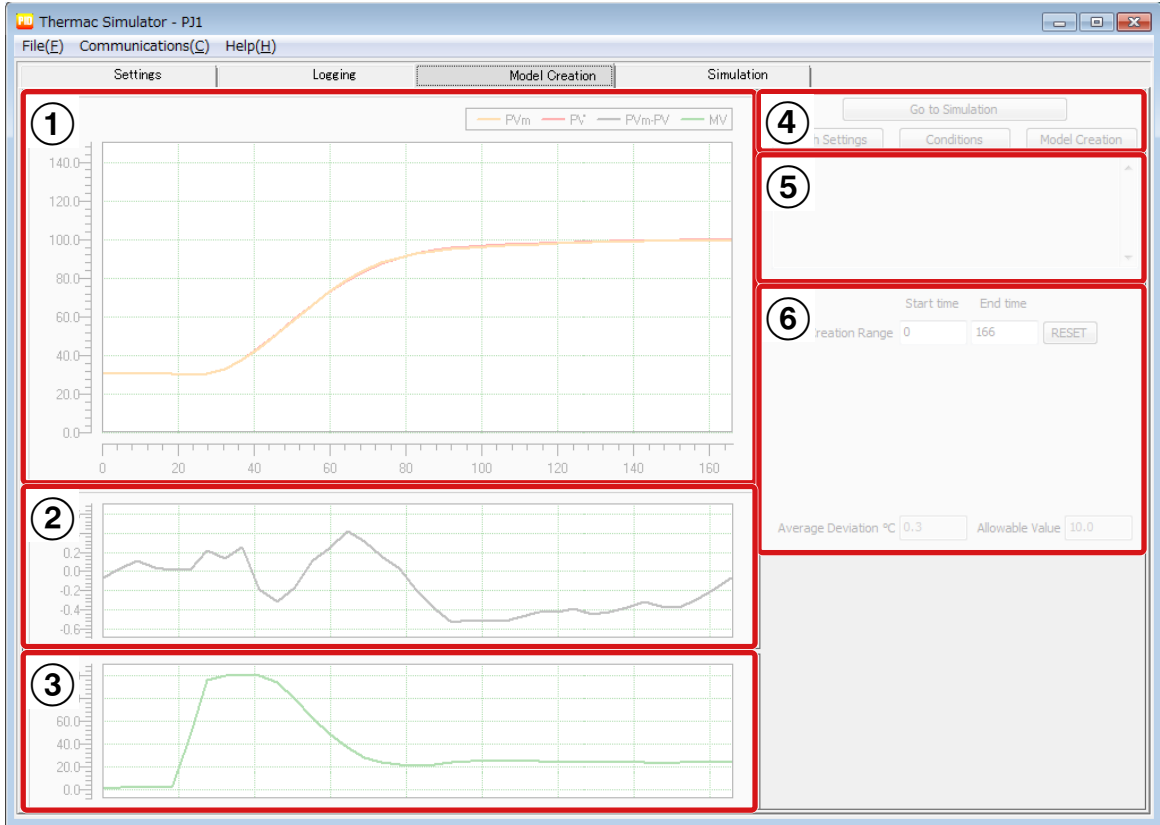 PID Thermac Simulator - PJ1
File(F) Communications(C) Help(H)
Settings Logging Model Creation Simulation
①
PVm PV* PVm-PV MV
140.0
120.0
100.0
80.0
60.0
40.0
20.0
0.0
0 20 40 60 80 100 120 140 160
②
0.2
0.0
-0.2
-0.4
-0.6
③
60.0
40.0
20.0
0.0
④
Go to Simulation
Settings Conditions Model Creation
⑤
⑥
Start time End time
reation Range 0 166 RESET
Average Deviation °C 0.3 Allowable Value 10.0